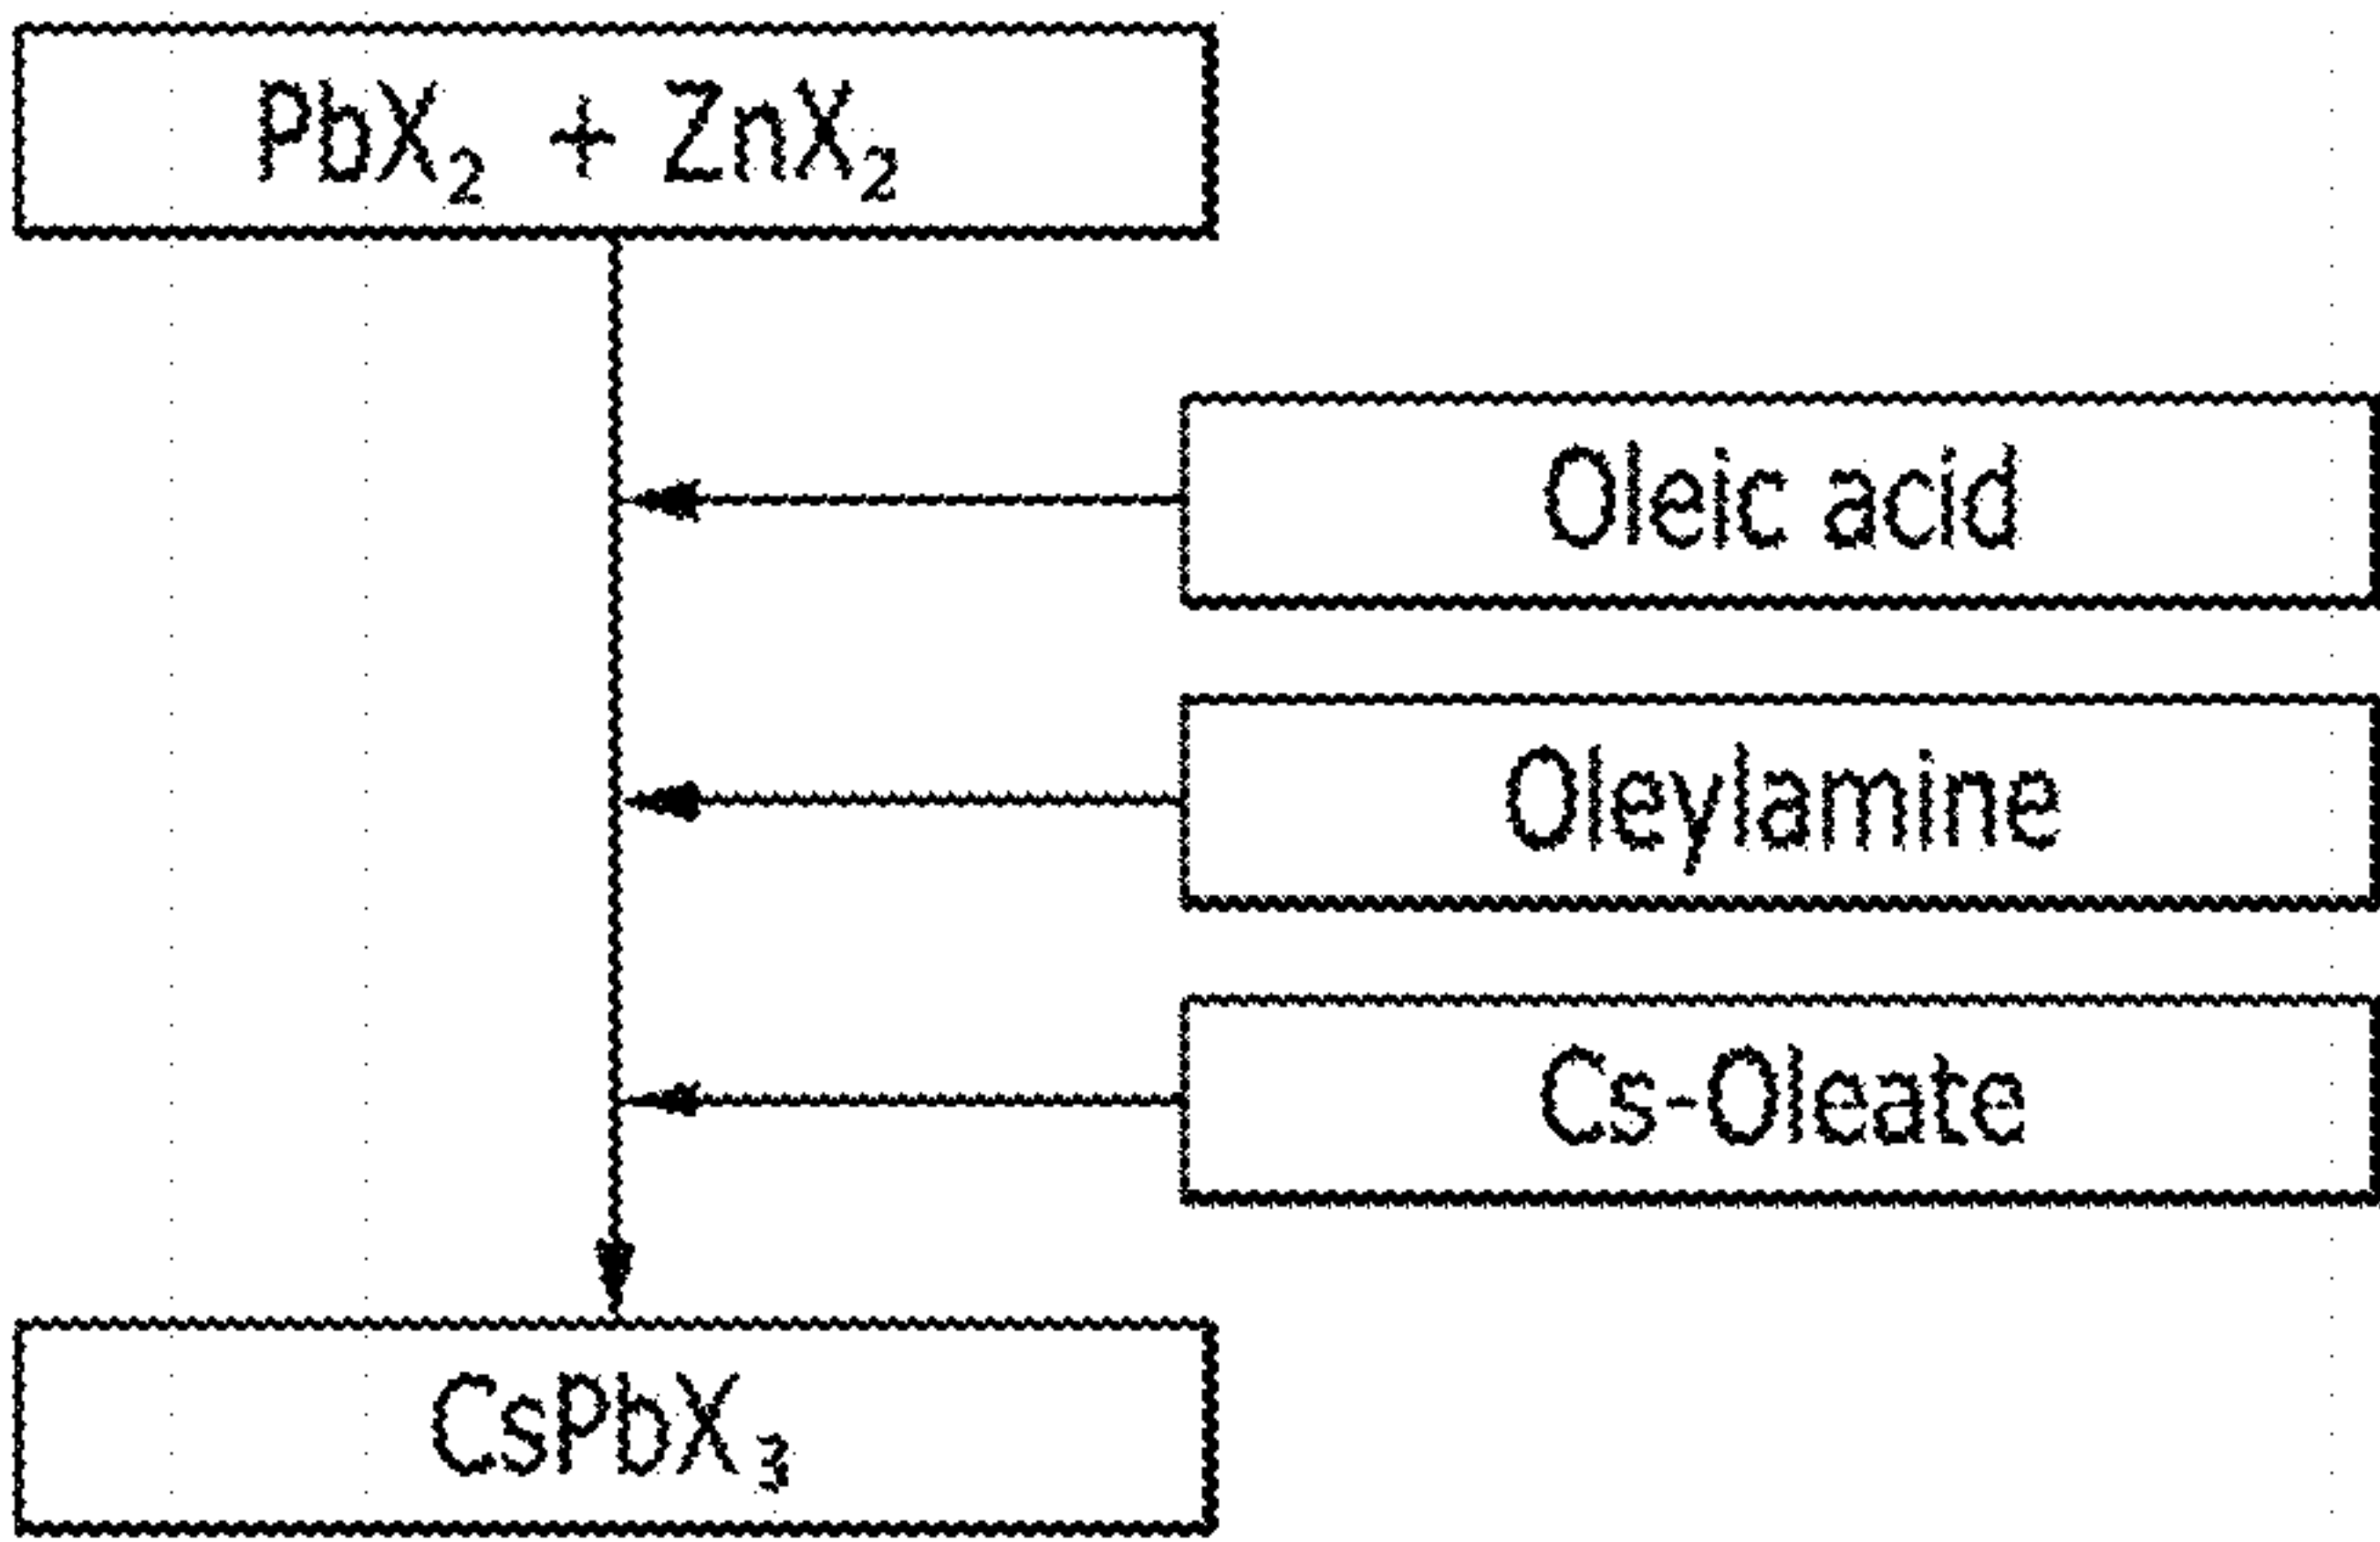 PbX₂ + ZnX₂
Oleic acid
Oleylamine
Cs-Oleate
CsPbX₃